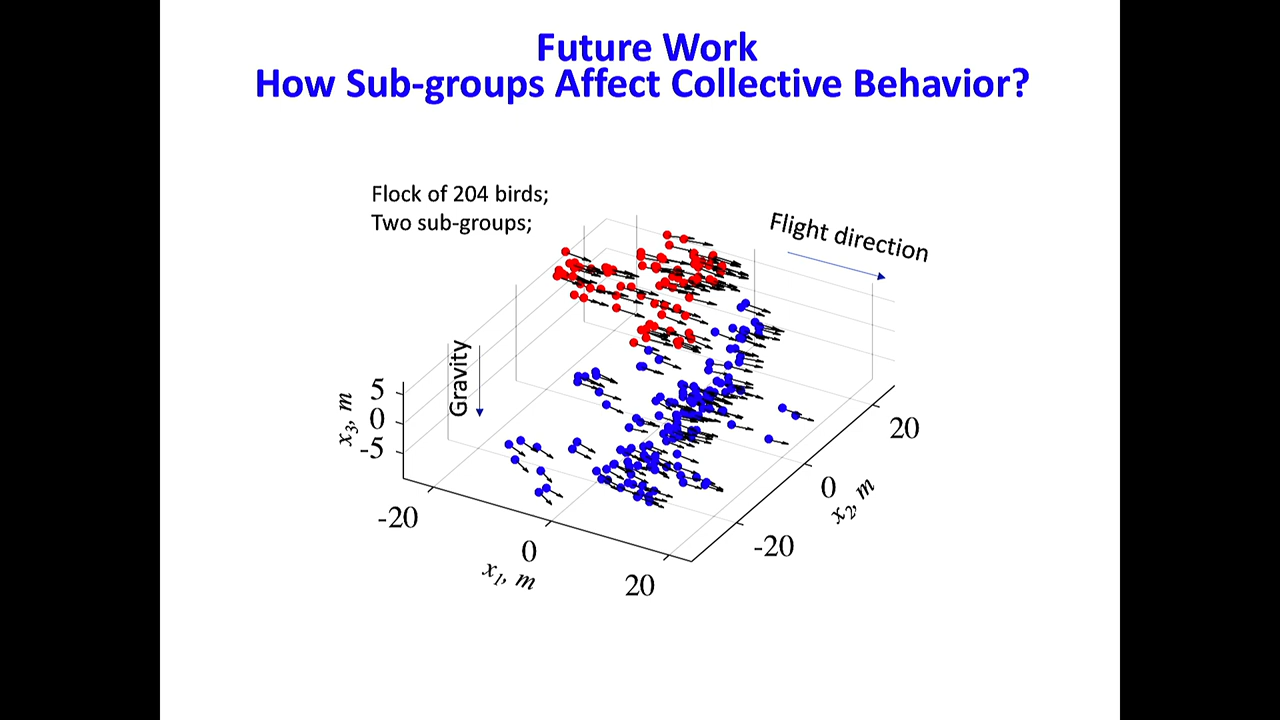 Future Work
How Sub-groups Affect Collective Behavior?
Flock of 204 birds;
Two sub-groups;
Flight direction
Gravity
5
0
-5
x3, m
-20
0
20
x1, m
20
0
-20
x2, m